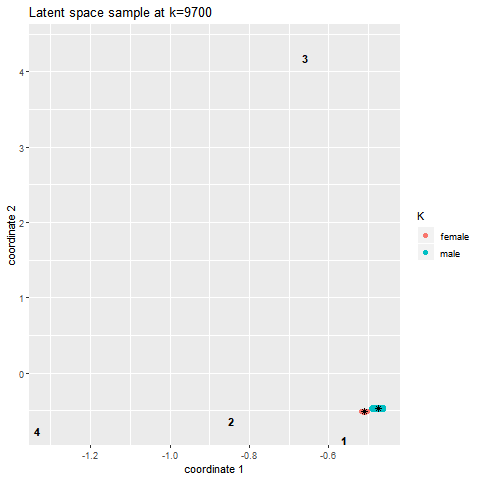 Latent space sample at k=9700
3
4
3
2
1
0
2
4
1
-1.2
-1.0
-0.8
-0.6
coordinate 1
coordinate 2
K
female
male